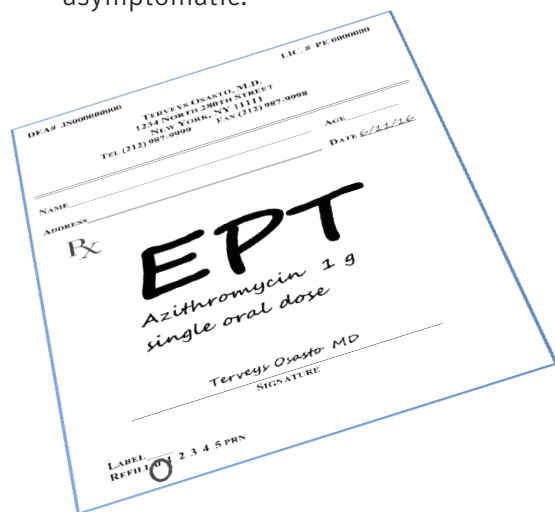 asymptomatic.
LIC. # PE 0000000
DEA# JS000000000
TERVEYS OSASTO, M.D.
1234 NORTH 280TH STREET
NEW YORK, NY 11111
TEL (212) 987-9999 FAX (212) 987-9998
NAME AGE
ADDRESS DATE 6/11/16
Rx
EPT
Azithromycin 1 g
single oral dose
Terveys Osasto MD
SIGNATURE
LABEL
REFILL 0 1 2 3 4 5 PRN